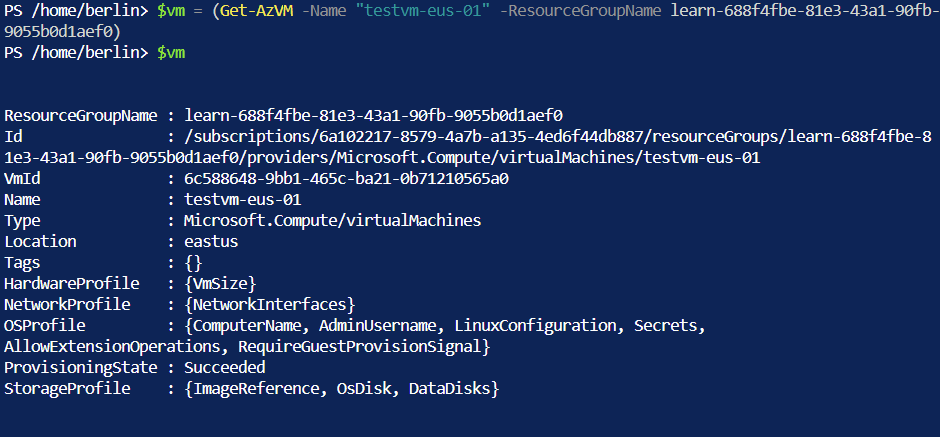 PS /home/berlin> $vm = (Get-AzVM -Name "testvm-eus-01" -ResourceGroupName learn-688f4fbe-81e3-43a1-90fb-
9055b0d1aef0)
PS /home/berlin> $vm
ResourceGroupName : learn-688f4fbe-81e3-43a1-90fb-9055b0d1aef0
Id : /subscriptions/6a102217-8579-4a7b-a135-4ed6f44db887/resourceGroups/learn-688f4fbe-8
1e3-43a1-90fb-9055b0d1aef0/providers/Microsoft.Compute/virtualMachines/testvm-eus-01
VmId : 6c588648-9bb1-465c-ba21-0b71210565a0
Name : testvm-eus-01
Type : Microsoft.Compute/virtualMachines
Location : eastus
Tags : {}
HardwareProfile : {VmSize}
NetworkProfile : {NetworkInterfaces}
OSProfile : {ComputerName, AdminUsername, LinuxConfiguration, Secrets,
AllowExtensionOperations, RequireGuestProvisionSignal}
ProvisioningState : Succeeded
StorageProfile : {ImageReference, OsDisk, DataDisks}